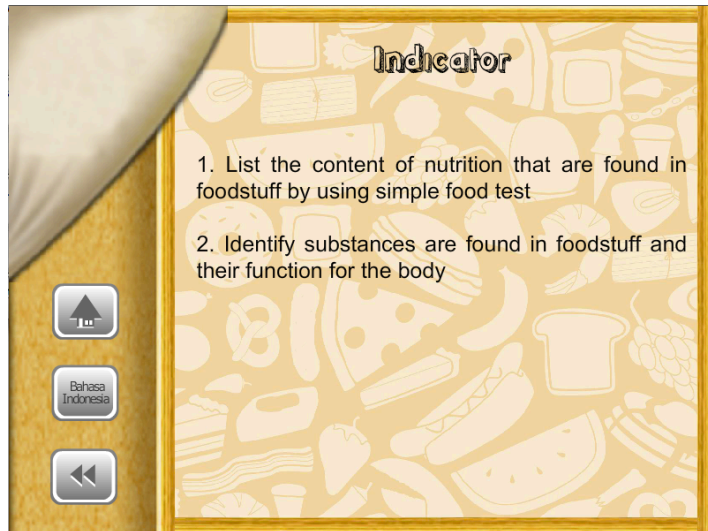 Indicator
1. List the content of nutrition that are found in
foodstuff by using simple food test
2. Identify substances are found in foodstuff and
their function for the body
Bahasa
Indonesia